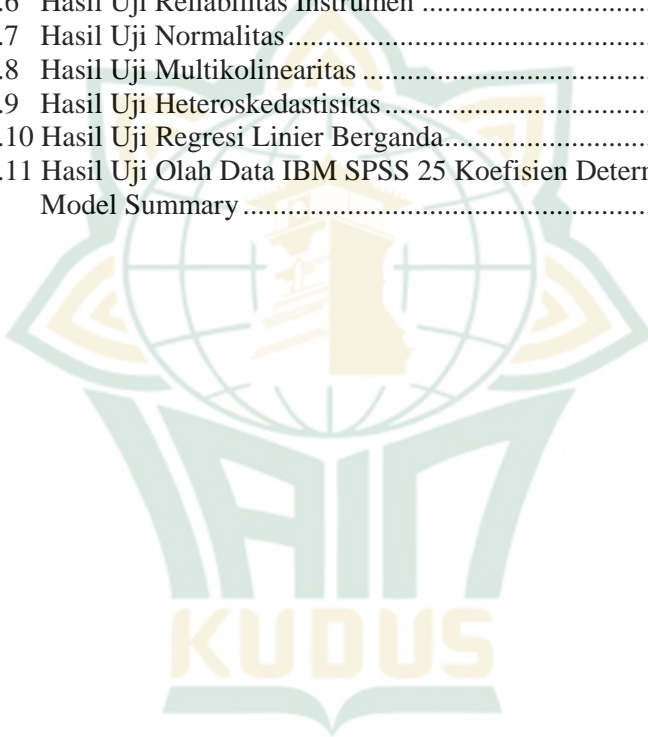 .6 Hasil Uji Reliabilitas Instrumen ...............................
.7 Hasil Uji Normalitas....................................................
.8 Hasil Uji Multikolinearitas ........................................
.9 Hasil Uji Heteroskedastisitas.....................................
.10 Hasil Uji Regresi Linier Berganda...........................
.11 Hasil Uji Olah Data IBM SPSS 25 Koefisien
Model Summary...........................................................
IAIN
KUDUS